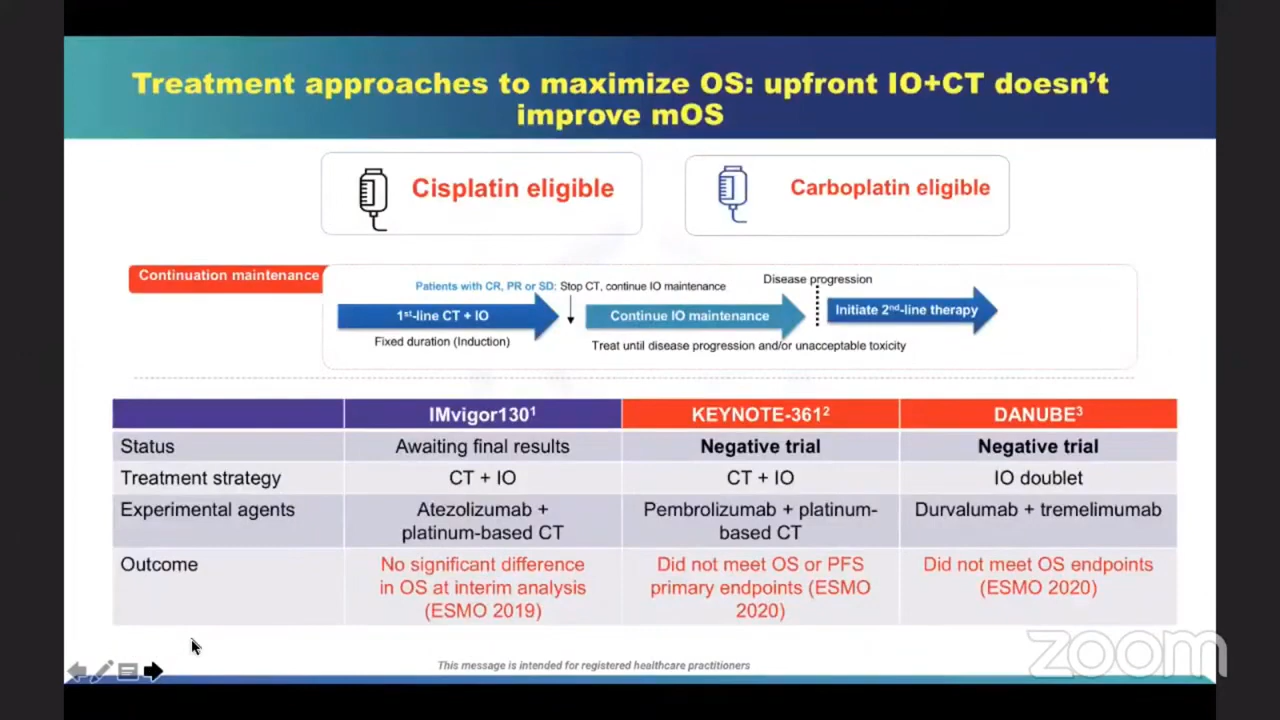 Treatment approaches to maximize OS: upfront IO+CT doesn't
improve mOS
Cisplatin eligible
Carboplatin eligible
Continuation maintenance
Patients with CR, PR or SD: Stop CT, continue IO maintenance
Disease progression
1st-line CT + IO
Continue IO maintenance
Initiate 2nd-line therapy
Fixed duration (Induction)
Treat until disease progression and/or unacceptable toxicity
IMvigor130¹ KEYNOTE-361² DANUBE³
Status Awaiting final results Negative trial Negative trial
Treatment strategy CT + IO CT + IO IO doublet
Experimental agents Atezolizumab + Pembrolizumab + platinum- Durvalumab + tremelimumab
platinum-based CT based CT
Outcome No significant difference Did not meet OS or PFS Did not meet OS endpoints
in OS at interim analysis primary endpoints (ESMO (ESMO 2020)
(ESMO 2019) 2020)
This message is intended for registered healthcare practitioners
zoom